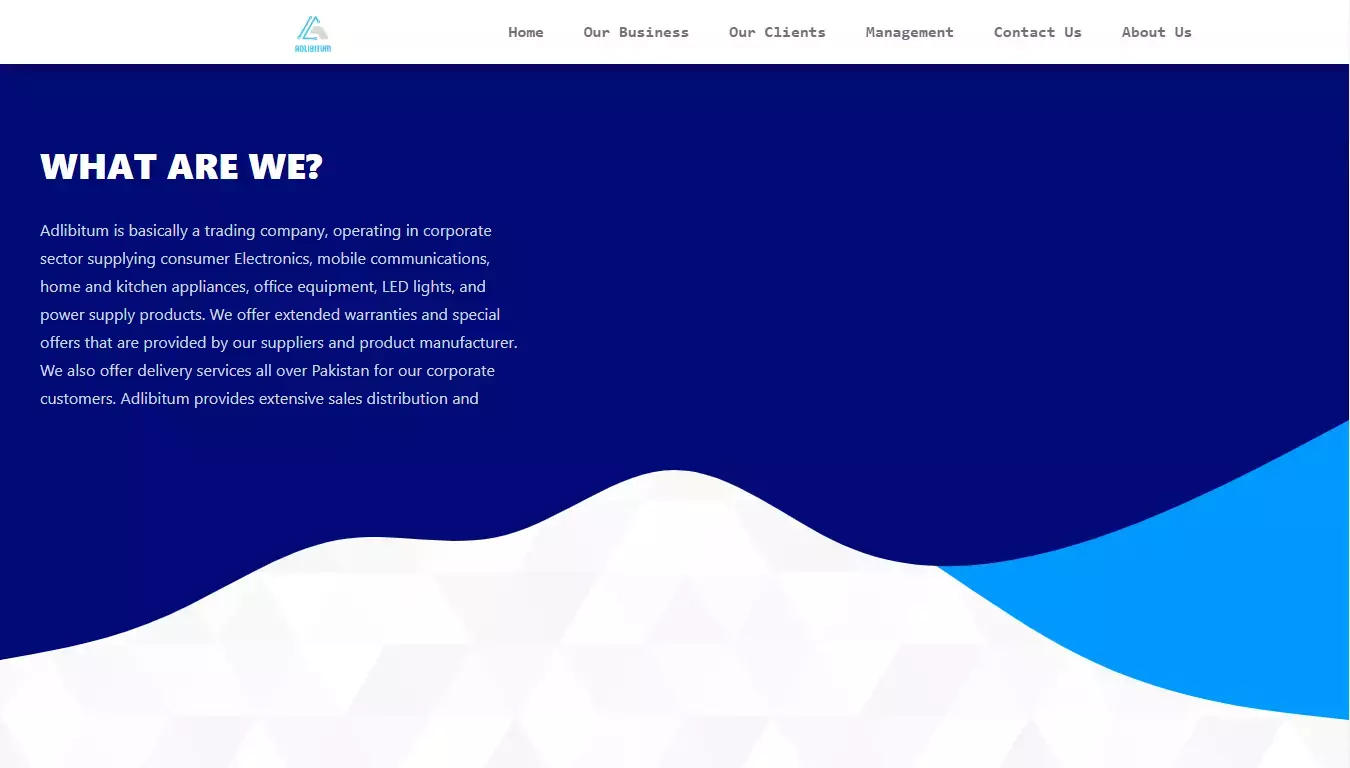 ADLIBITUM
Home Our Business Our Clients Management Contact Us About Us
WHAT ARE WE?
Adlibitum is basically a trading company, operating in corporate
sector supplying consumer Electronics, mobile communications,
home and kitchen appliances, office equipment, LED lights, and
power supply products. We offer extended warranties and special
offers that are provided by our suppliers and product manufacturer.
We also offer delivery services all over Pakistan for our corporate
customers. Adlibitum provides extensive sales distribution and